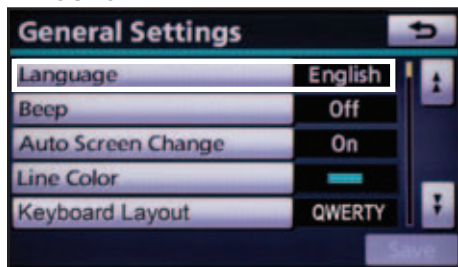 General Settings
Language English
Beep Off
Auto Screen Change On
Line Color
Keyboard Layout QWERTY
Save